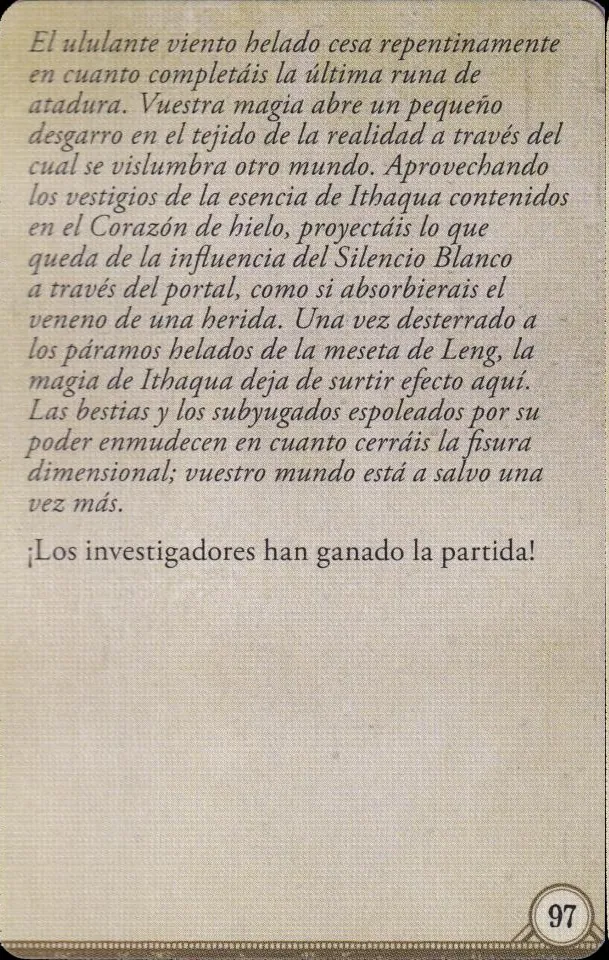 El ululante viento helado cesa repentinamente
en cuanto completáis la última runa de
atadura. Vuestra magia abre un pequeño
desgarro en el tejido de la realidad a través del
cual se vislumbra otro mundo. Aprovechando
los vestigios de la esencia de Ithaqua contenidos
en el Corazón de hielo, proyectáis lo que
queda de la influencia del Silencio Blanco
a través del portal, como si absorbierais el
veneno de una herida. Una vez desterrado a
los páramos helados de la meseta de Leng, la
magia de Ithaqua deja de surtir efecto aquí.
Las bestias y los subyugados espoleados por su
poder enmudecen en cuanto cerráis la fisura
dimensional; vuestro mundo está a salvo una
vez más.
¡Los investigadores han ganado la partida!
97